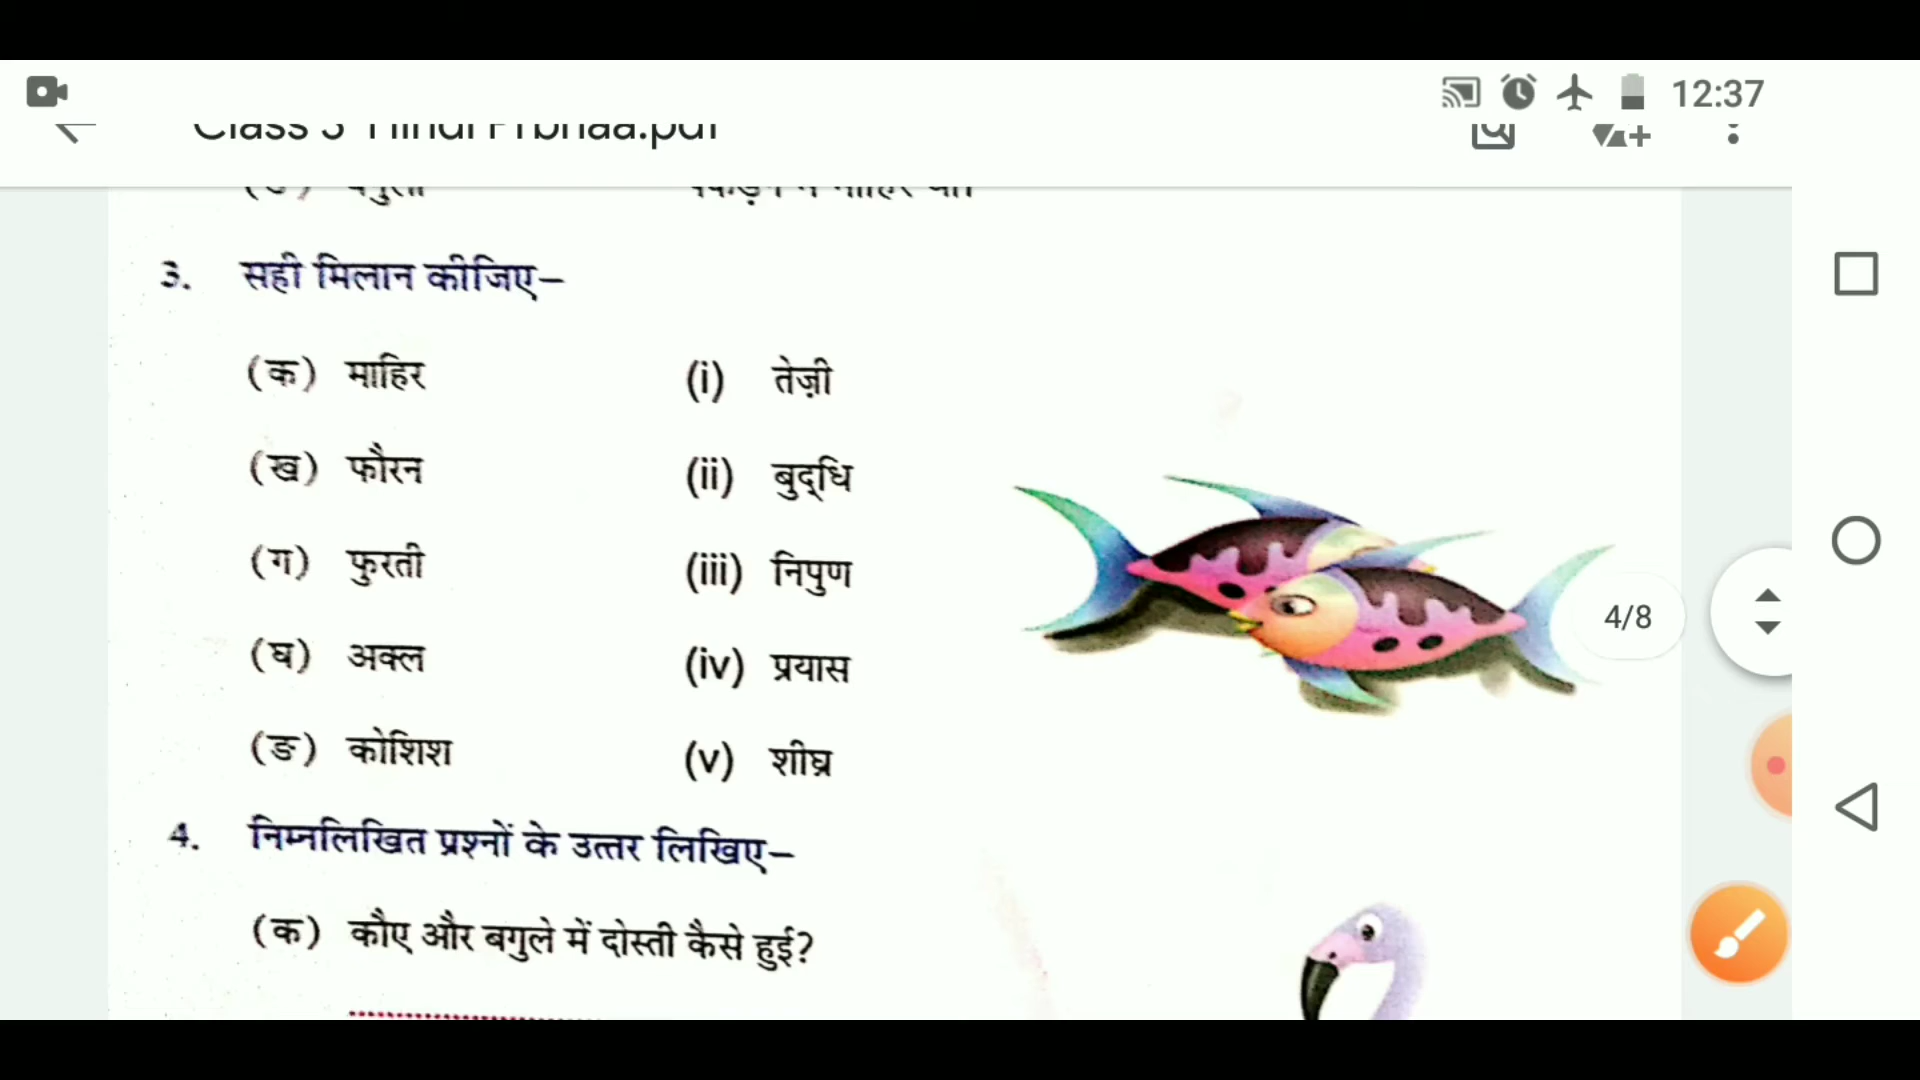 12:37
3. सही मिलान कीजिए–
(क) माहिर (i) तेज़ी
(ख) फौरन (ii) बुद्धि
(ग) फुरती (iii) निपुण
(घ) अक्ल (iv) प्रयास
(ङ) कोशिश (v) शीघ्र
4/8
4. निम्नलिखित प्रश्नों के उत्तर लिखिए–
(क) कौए और बगुले में दोस्ती कैसे हुई?